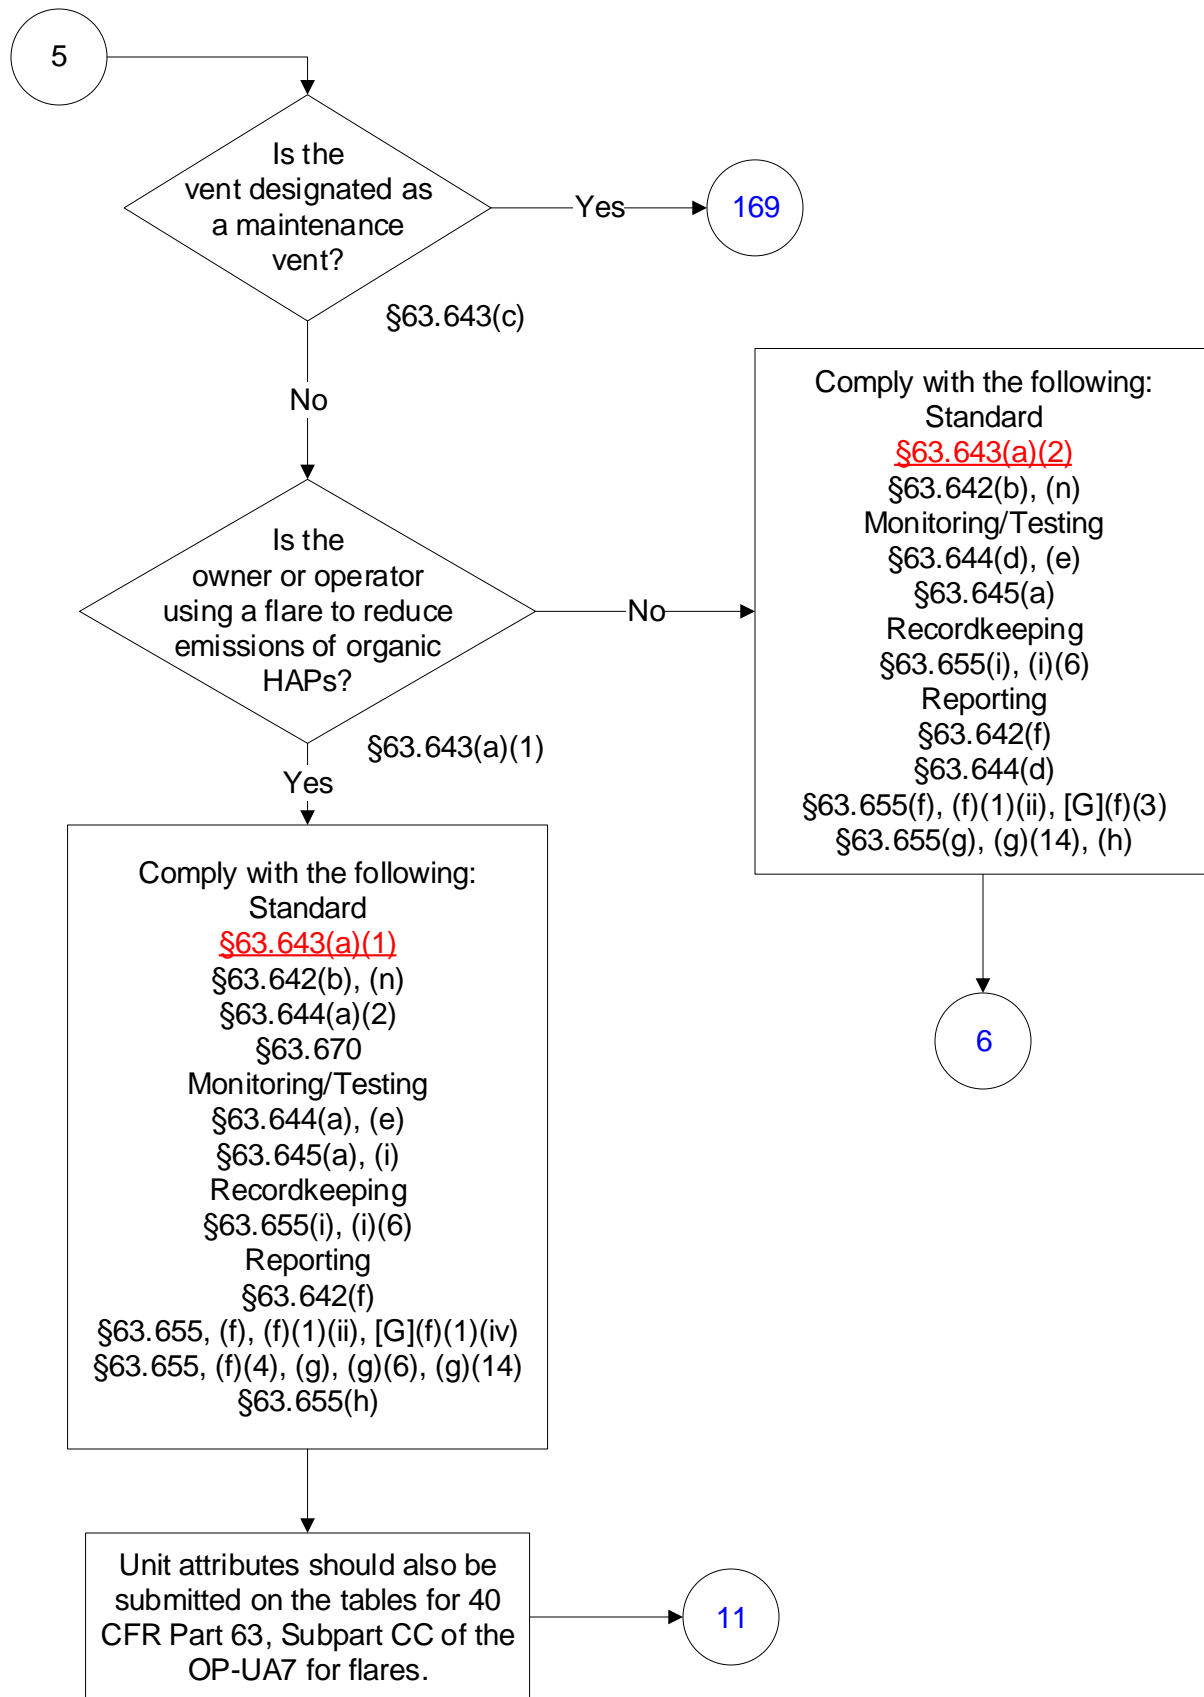 5
Is the
vent designated as
a maintenance
vent?
Yes
169
§63.643(c)
No
Is the
owner or operator
using a flare to reduce
emissions of organic
HAPs?
No
§63.643(a)(1)
Yes
Comply with the following:
Standard
§63.643(a)(2)
§63.642(b), (n)
Monitoring/Testing
§63.644(d), (e)
§63.645(a)
Recordkeeping
§63.655(i), (i)(6)
Reporting
§63.642(f)
§63.644(d)
§63.655(f), (f)(1)(ii), [G](f)(3)
§63.655(g), (g)(14), (h)
6
Comply with the following:
Standard
§63.643(a)(1)
§63.642(b), (n)
§63.644(a)(2)
§63.670
Monitoring/Testing
§63.644(a), (e)
§63.645(a), (i)
Recordkeeping
§63.655(i), (i)(6)
Reporting
§63.642(f)
§63.655, (f), (f)(1)(ii), [G](f)(1)(iv)
§63.655, (f)(4), (g), (g)(6), (g)(14)
§63.655(h)
Unit attributes should also be
submitted on the tables for 40
CFR Part 63, Subpart CC of the
OP-UA7 for flares.
11